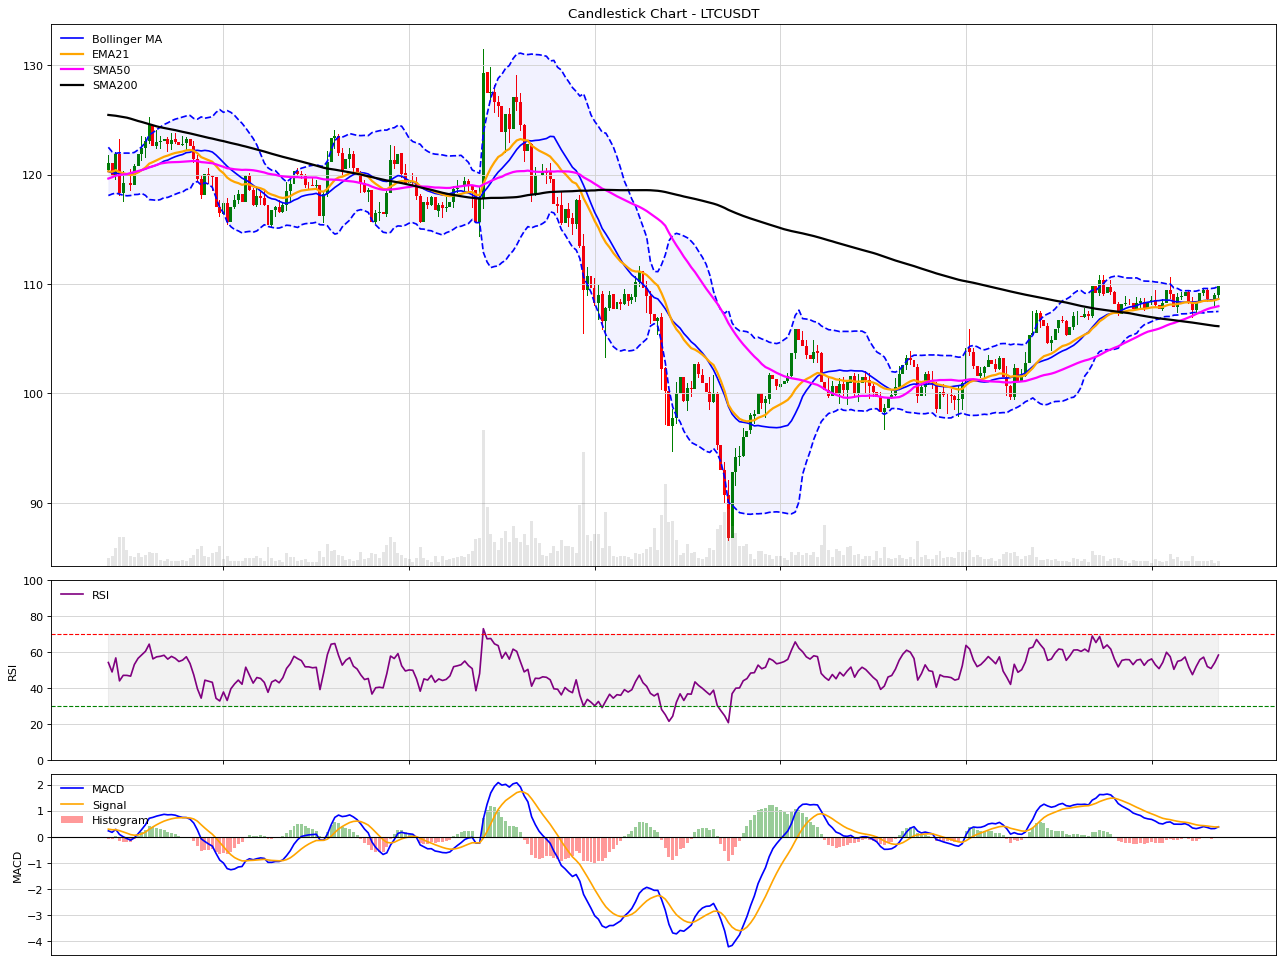 Candlestick Chart - LTCUSDT
Bollinger MA
EMA21
SMA50
SMA200
130
120
110
100
90
RSI
100
80
60
40
20
0
RSI
MACD
Signal
Histogram
2
1
0
−1
−2
−3
−4
MACD